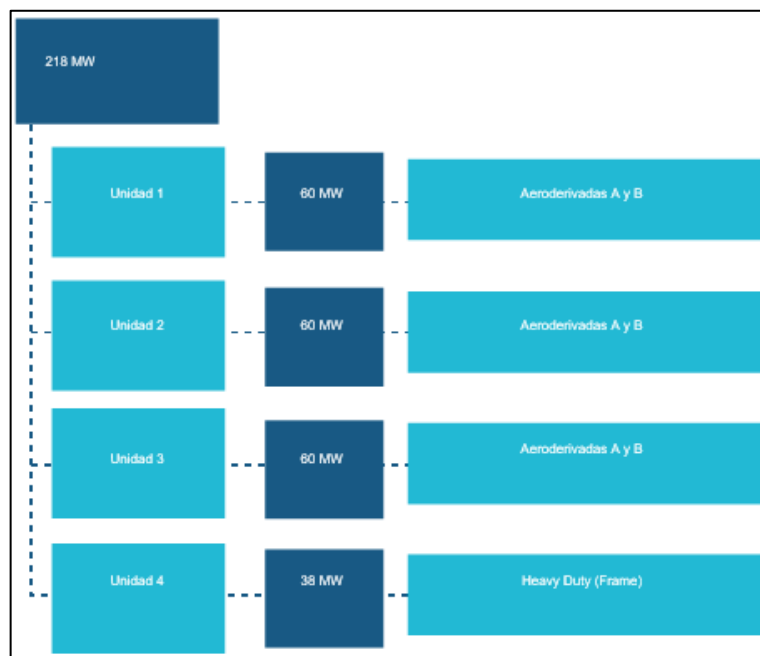 218 MW
Unidad 1
60 MW
Aeroderivadas A y B
Unidad 2
60 MW
Aeroderivadas A y B
Unidad 3
60 MW
Aeroderivadas A y B
Unidad 4
38 MW
Heavy Duty (Frame)